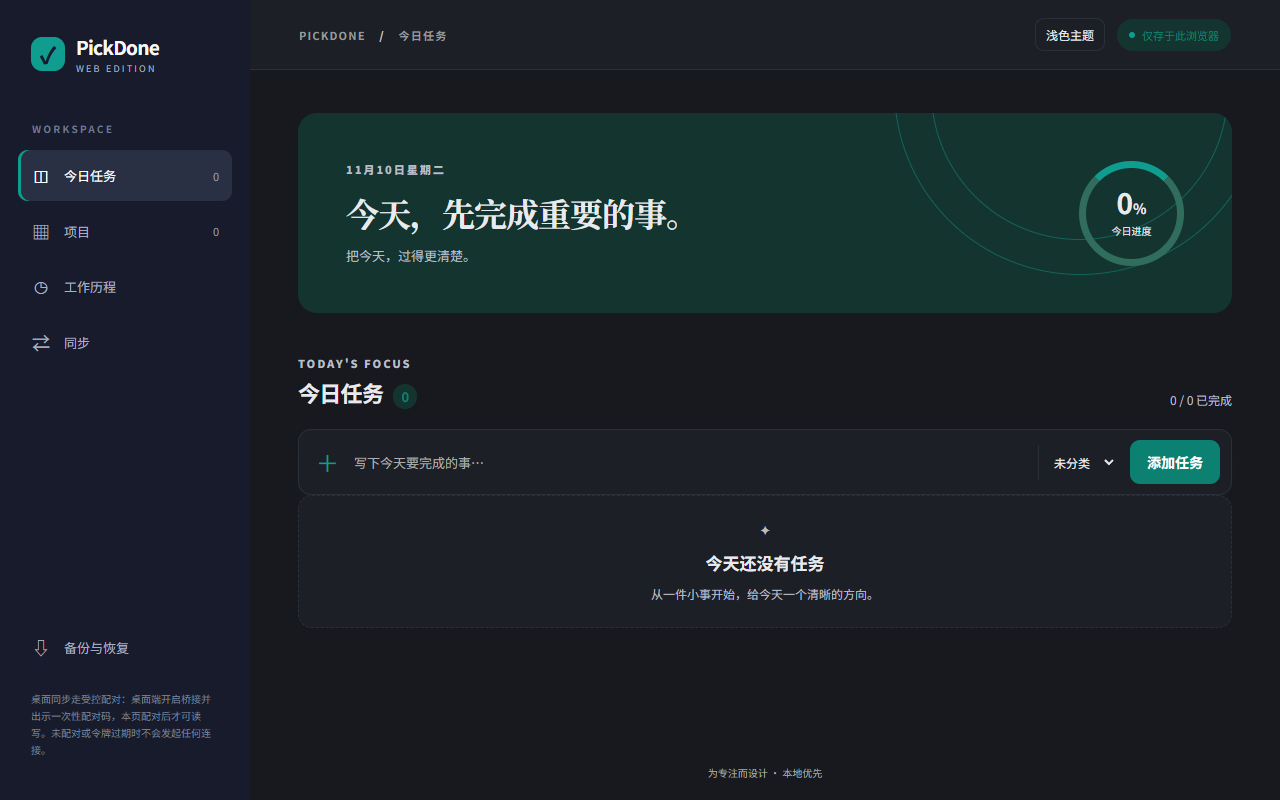 PickDone
WEB EDITION
WORKSPACE
今日任务 0
项目 0
工作历程
同步
备份与恢复
桌面同步走受控配对：桌面端开启桥接并
出示一次性配对码，本页配对后才可读
写。未配对或令牌过期时不会发起任何连
接。
PICKDONE / 今日任务
浅色主题
仅存于此浏览器
11月10日星期二
今天，先完成重要的事。
把今天，过得更清楚。
0%
今日进度
TODAY'S FOCUS
今日任务 0
0 / 0 已完成
写下今天要完成的事…
未分类
添加任务
今天还没有任务
从一件小事开始，给今天一个清晰的方向。
为专注而设计 · 本地优先